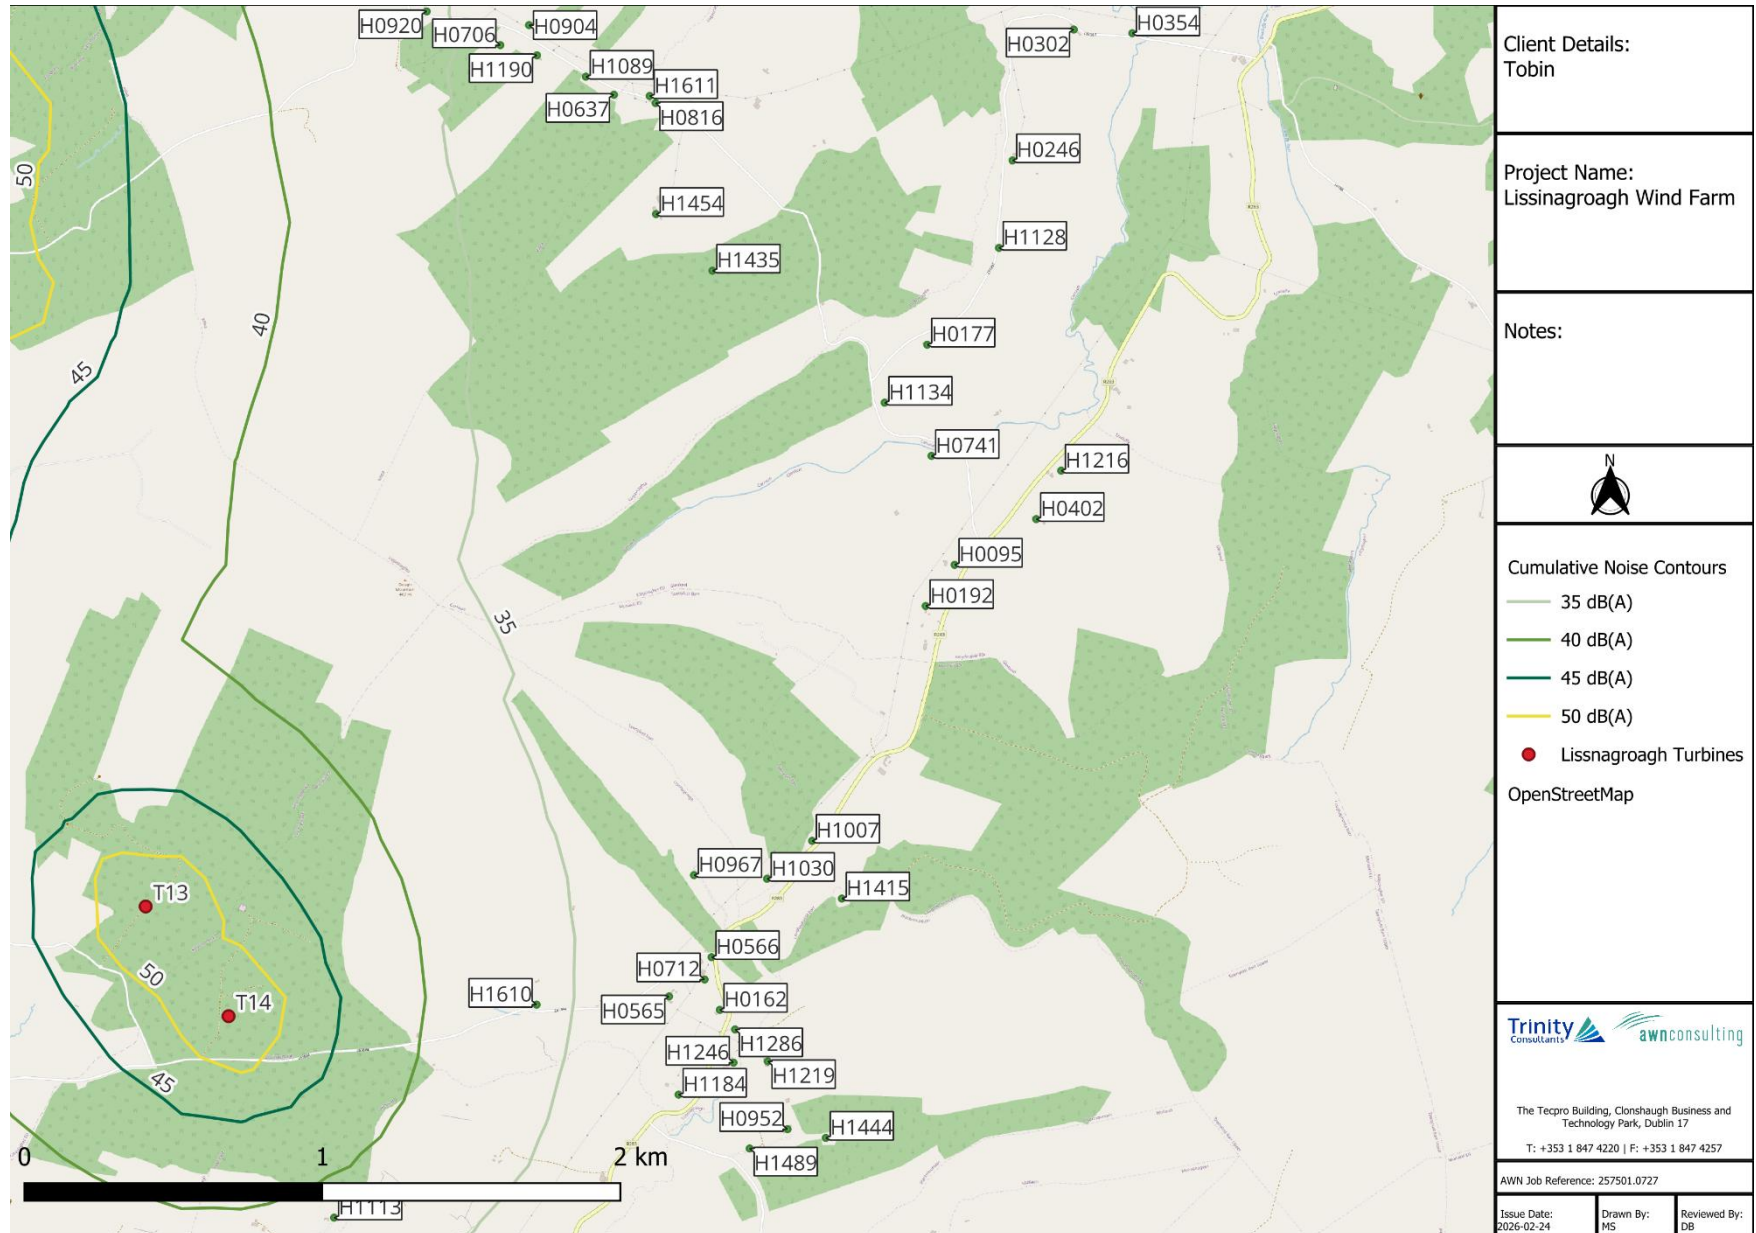 H0920
H0706
H0904
H1190
H1089
H0637
H1611
H0816
H0302
H0354
H0246
H1454
H1128
H1435
50
40
45
H0177
H1134
H0741
H1216
H0402
H0095
H0192
35
H1007
H0967
H1030
H1415
T13
50
T14
45
H0566
H0712
H1610
H0565
H0162
H1286
H1246
H1219
H1184
H0952
H1444
H1489
H1113
0 1 2 km
Client Details:
Tobin
Project Name:
Lissinagroagh Wind Farm
Notes:
N
Cumulative Noise Contours
35 dB(A)
40 dB(A)
45 dB(A)
50 dB(A)
Lissnagroagh Turbines
OpenStreetMap
Trinity
Consultants
awnconsulting
The Tecpro Building, Clonshaugh Business and
Technology Park, Dublin 17
T: +353 1 847 4220 | F: +353 1 847 4257
AWN Job Reference: 257501.0727
Issue Date:
2026-02-24
Drawn By:
MS
Reviewed By:
DB